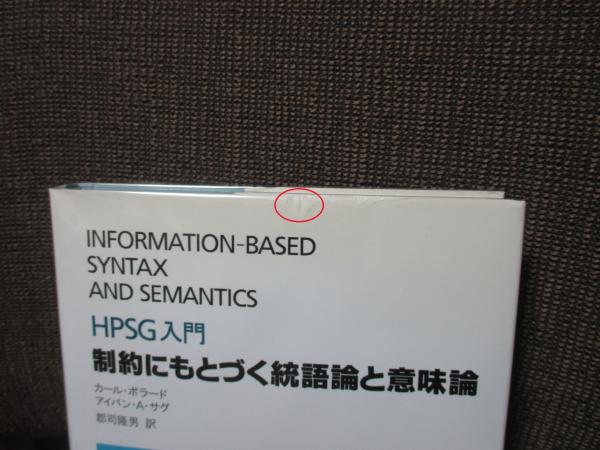 INFORMATION-BASED
SYNTAX
AND SEMANTICS
HPSG入門
制約にもとづく統語論と意味論
カール・ポラード
アイバン・A・サグ
郡司隆男 訳